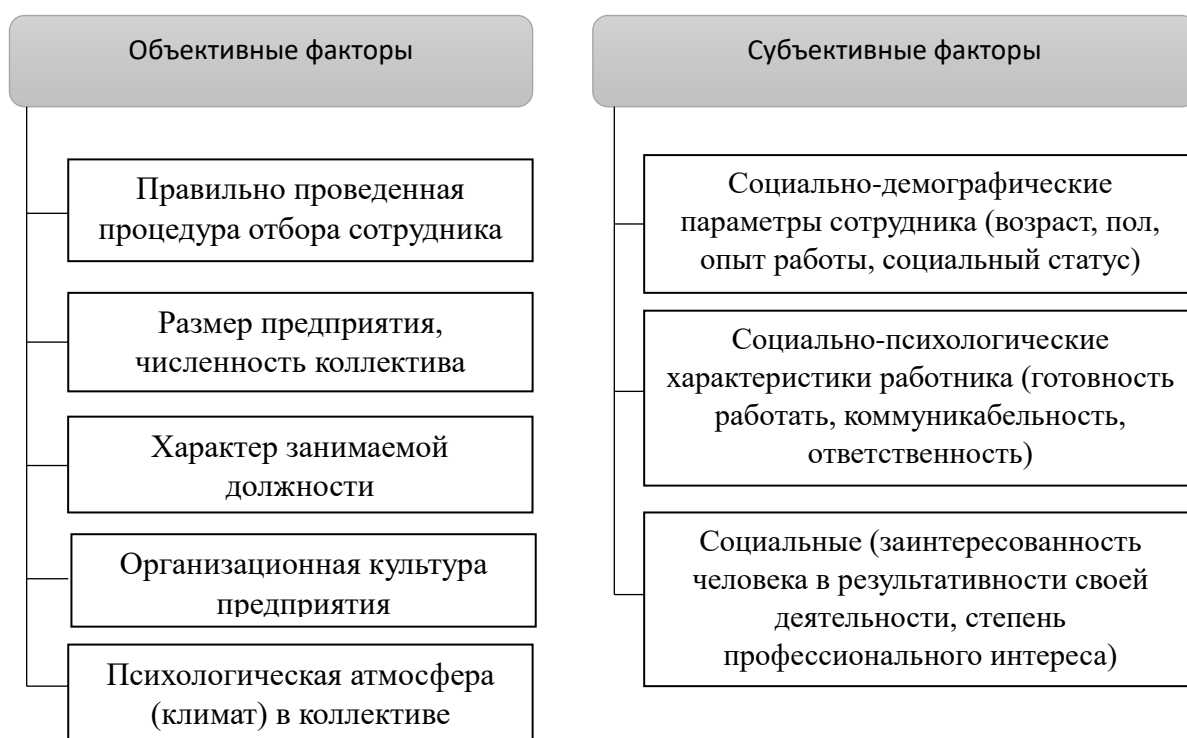 Объективные факторы
Правильно проведенная
процедура отбора сотрудника
Размер предприятия,
численность коллектива
Характер занимаемой
должности
Организационная культура
предприятия
Психологическая атмосфера
(климат) в коллективе
Субъективные факторы
Социально-демографические
параметры сотрудника (возраст, пол,
опыт работы, социальный статус)
Социально-психологические
характеристики работника (готовность
работать, коммуникабельность,
ответственность)
Социальные (заинтересованность
человека в результативности своей
деятельности, степень
профессионального интереса)